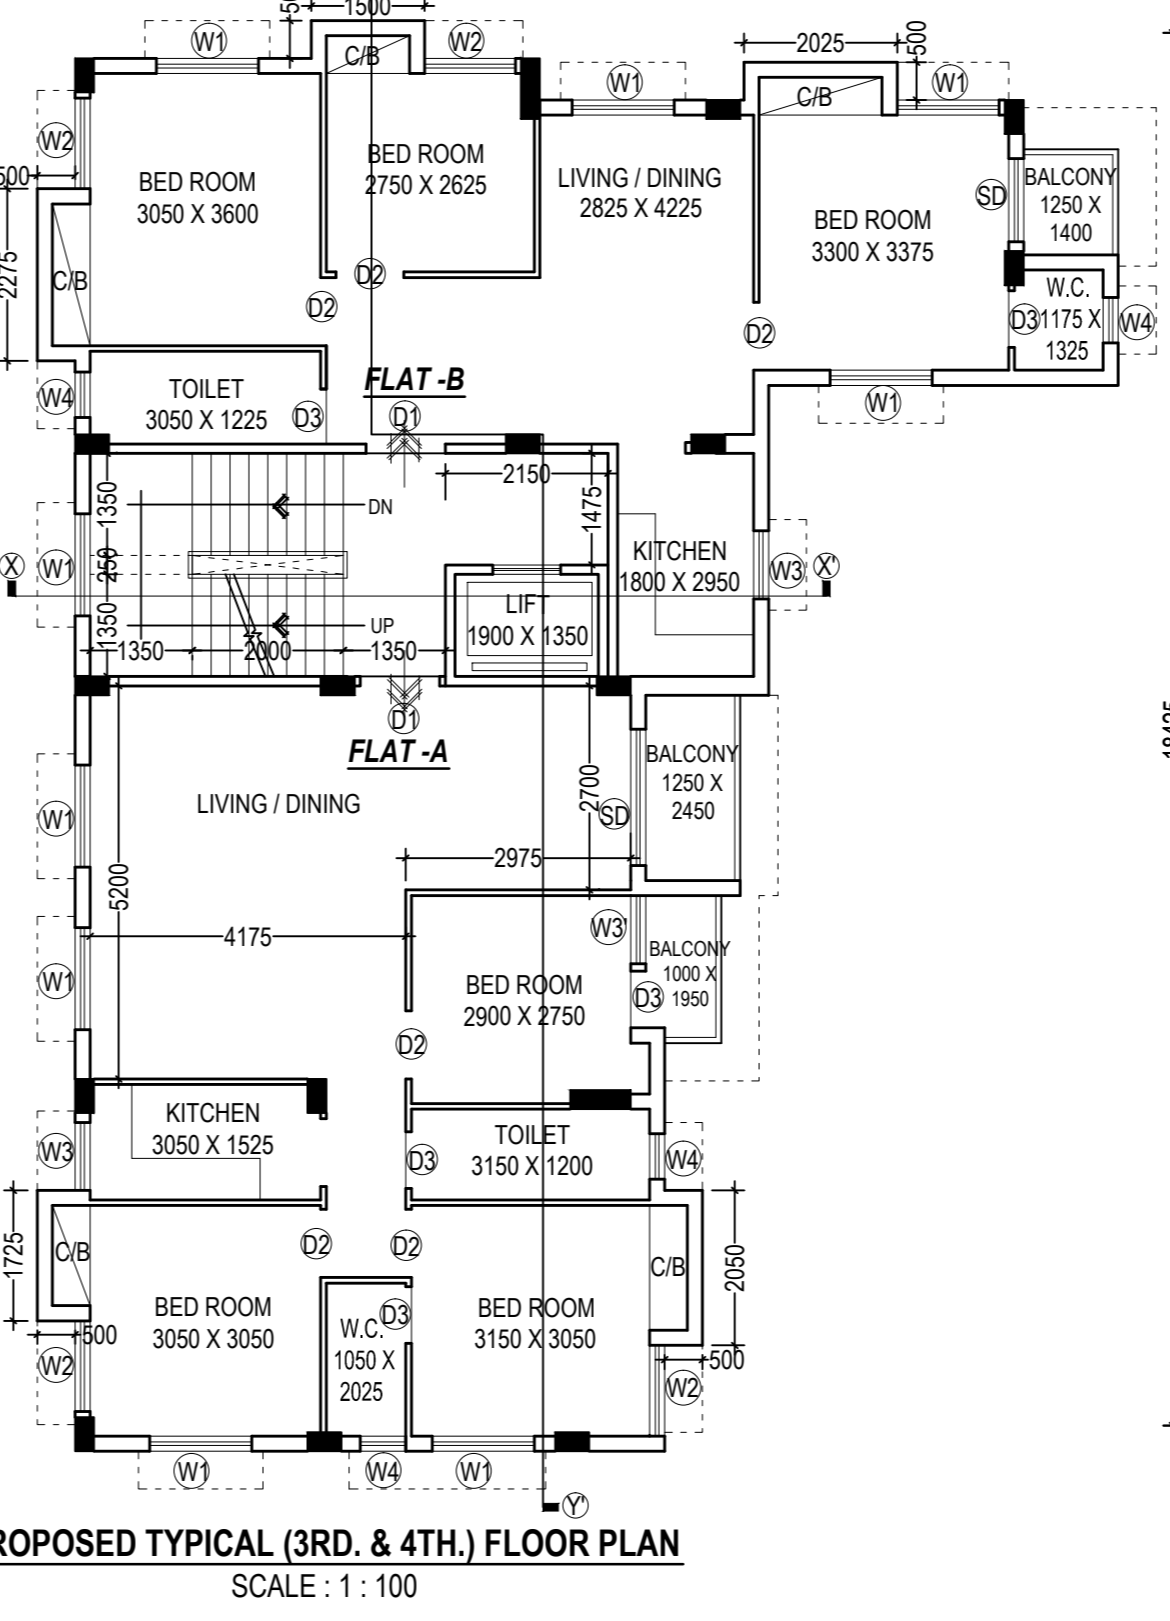 1500
50
W1
C/B
W2
2025
500
W1
C/B
W1
W2
BED ROOM
2750 X 2625
LIVING / DINING
2825 X 4225
BED ROOM
3050 X 3600
500
BALCONY
1250 X
1400
SD
BED ROOM
3300 X 3375
2275
C/B
D2
D2
D2
W.C.
1175 X
1325
D3
W4
TOILET
3050 X 1225
FLAT -B
W4
D3
D1
W1
2150
1350
DN
1475
250
W1
KITCHEN
1800 X 2950
W3
X
X'
LIFT
1900 X 1350
1350
UP
1350
2000
1350
D1
FLAT -A
18425
BALCONY
1250 X
2450
LIVING / DINING
2700
SD
W1
2975
5200
4175
W3'
BALCONY
1000 X
1950
W1
BED ROOM
2900 X 2750
D3
D2
KITCHEN
3050 X 1525
TOILET
3150 X 1200
W3
D3
W4
1725
C/B
D2
D2
C/B
2050
BED ROOM
3050 X 3050
D3
W.C.
1050 X
2025
BED ROOM
3150 X 3050
500
W2
500
W2
W1
W4
W1
Y'
ROPOSED TYPICAL (3RD. & 4TH.) FLOOR PLAN
SCALE : 1 : 100